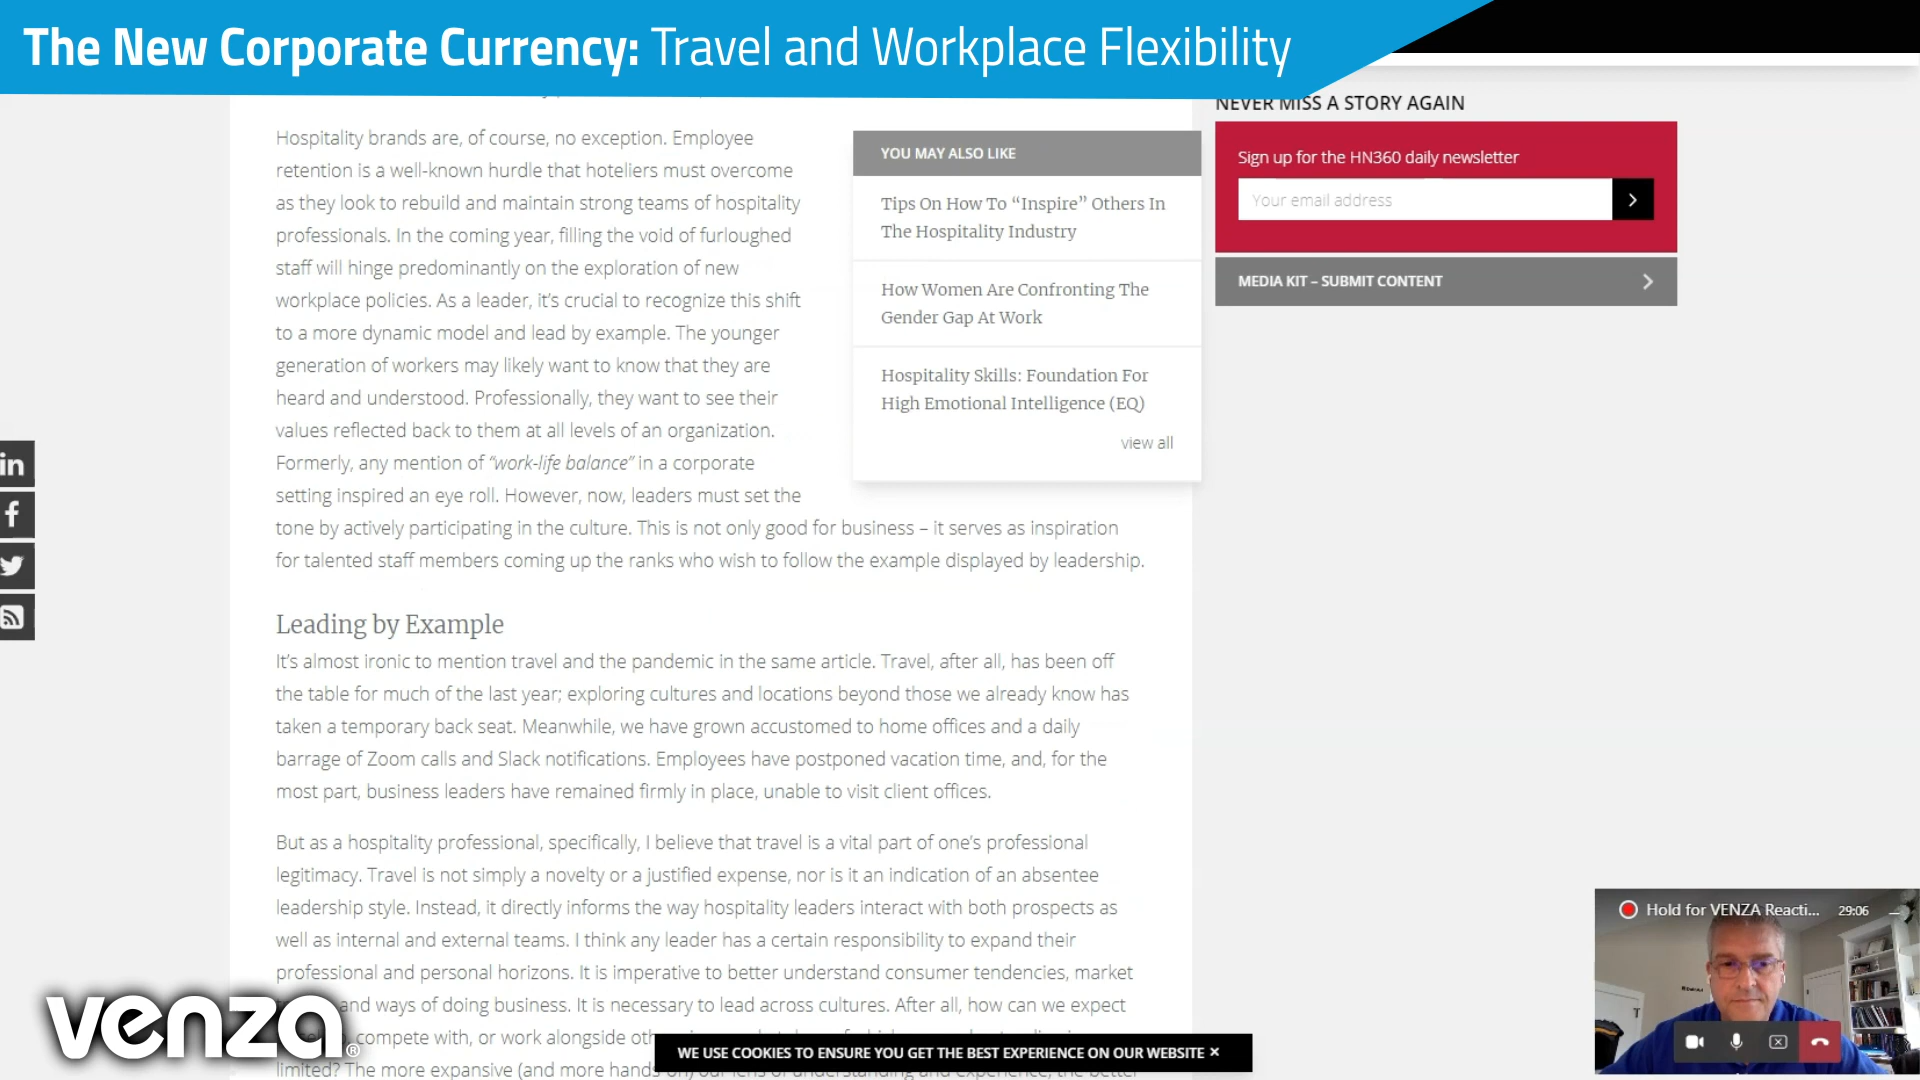 The New Corporate Currency: Travel and Workplace Flexibility
NEVER MISS A STORY AGAIN
Sign up for the HN360 daily newsletter
Your email address
MEDIA KIT – SUBMIT CONTENT
YOU MAY ALSO LIKE
Tips On How To “Inspire” Others In
The Hospitality Industry
How Women Are Confronting The
Gender Gap At Work
Hospitality Skills: Foundation For
High Emotional Intelligence (EQ)
view all
Hospitality brands are, of course, no exception. Employee
retention is a well-known hurdle that hoteliers must overcome
as they look to rebuild and maintain strong teams of hospitality
professionals. In the coming year, filling the void of furloughed
staff will hinge predominantly on the exploration of new
workplace policies. As a leader, it’s crucial to recognize this shift
to a more dynamic model and lead by example. The younger
generation of workers may likely want to know that they are
heard and understood. Professionally, they want to see their
values reflected back to them at all levels of an organization.
Formerly, any mention of “work-life balance” in a corporate
setting inspired an eye roll. However, now, leaders must set the
tone by actively participating in the culture. This is not only good for business – it serves as inspiration
for talented staff members coming up the ranks who wish to follow the example displayed by leadership.
Leading by Example
It’s almost ironic to mention travel and the pandemic in the same article. Travel, after all, has been off
the table for much of the last year; exploring cultures and locations beyond those we already know has
taken a temporary back seat. Meanwhile, we have grown accustomed to home offices and a daily
barrage of Zoom calls and Slack notifications. Employees have postponed vacation time, and, for the
most part, business leaders have remained firmly in place, unable to visit client offices.
But as a hospitality professional, specifically, I believe that travel is a vital part of one’s professional
legitimacy. Travel is not simply a novelty or a justified expense, nor is it an indication of an absentee
leadership style. Instead, it directly informs the way hospitality leaders interact with both prospects as
well as internal and external teams. I think any leader has a certain responsibility to expand their
professional and personal horizons. It is imperative to better understand consumer tendencies, market
and ways of doing business. It is necessary to lead across cultures. After all, how can we expect
compete with, or work alongside
limited? The more expansive (and more
in
f
venza®
WE USE COOKIES TO ENSURE YOU GET THE BEST EXPERIENCE ON OUR WEBSITE ×
Hold for VENZA Reacti... 29:06